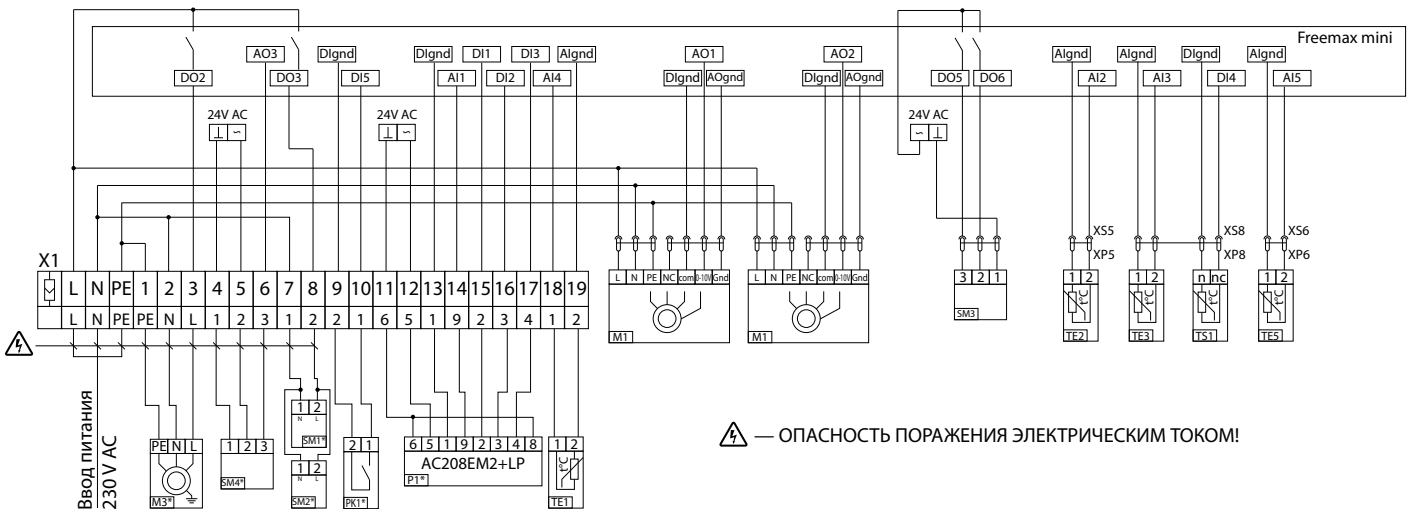 Freemax mini
AO3 DIgnd DIgnd DI1 DI3 AIgnd AO1 AO2 AIgnd AIgnd DIgnd AIgnd
DO2 DO3 DI5 AI1 DI2 AI4 DIgnd AOgnd DIgnd AOgnd DO5 DO6 AI2 AI3 DI4 AI5
24V AC 24V AC 24V AC
⊥ ~ ⊥ ~ ~ ⊥
XS5 XS8 XS6
XP5 XP8 XP6
X1
L N PE 1 2 3 4 5 6 7 8 9 10 11 12 13 14 15 16 17 18 19
L N PE PE N L 1 2 3 1 2 2 1 6 5 1 9 2 3 4 1 2
L N PE NC com 0-10V Gnd
M1
L N PE NC com 0-10V Gnd
M1
3 2 1
SM3
1 2
t°C
TE2
1 2
t°C
TE3
n nc
t°C
TS1
1 2
t°C
TE5
Ввод питания
230 V AC
PE N L
M3*
1 2 3
SM4*
1 2
N L
SM1*
1 2
N L
SM2*
2 1
PK1*
6 5 1 9 2 3 4 8
AC208EM2+LP
P1*
1 2
t°C
TE1
— ОПАСНОСТЬ ПОРАЖЕНИЯ ЭЛЕКТРИЧЕСКИМ ТОКОМ!